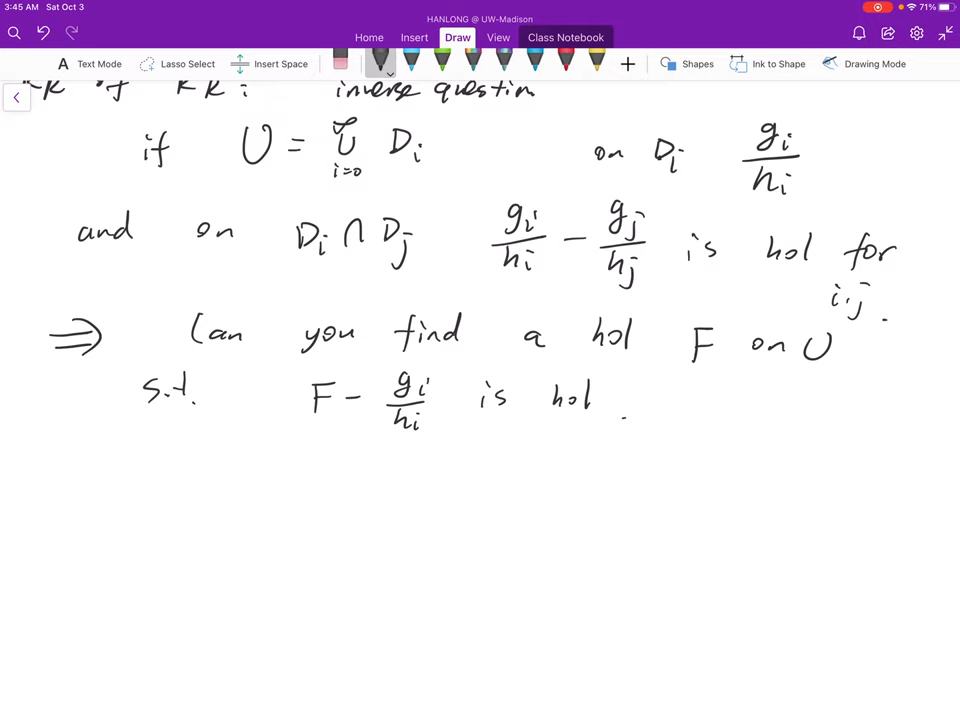 3:45 AM Sat Oct 3
71%
HANLONG @ UW-Madison
Home Insert Draw View Class Notebook
Text Mode Lasso Select Insert Space Shapes Ink to Shape Drawing Mode
of RR: inverse question
if U = ∪ i=0 Di on Di gi/hi
and on Di ∩ Dj gi/hi − gj/hj is hol for i.j.
⇒ Can you find a hol F on U
s.t. F − gi/hi is hol.